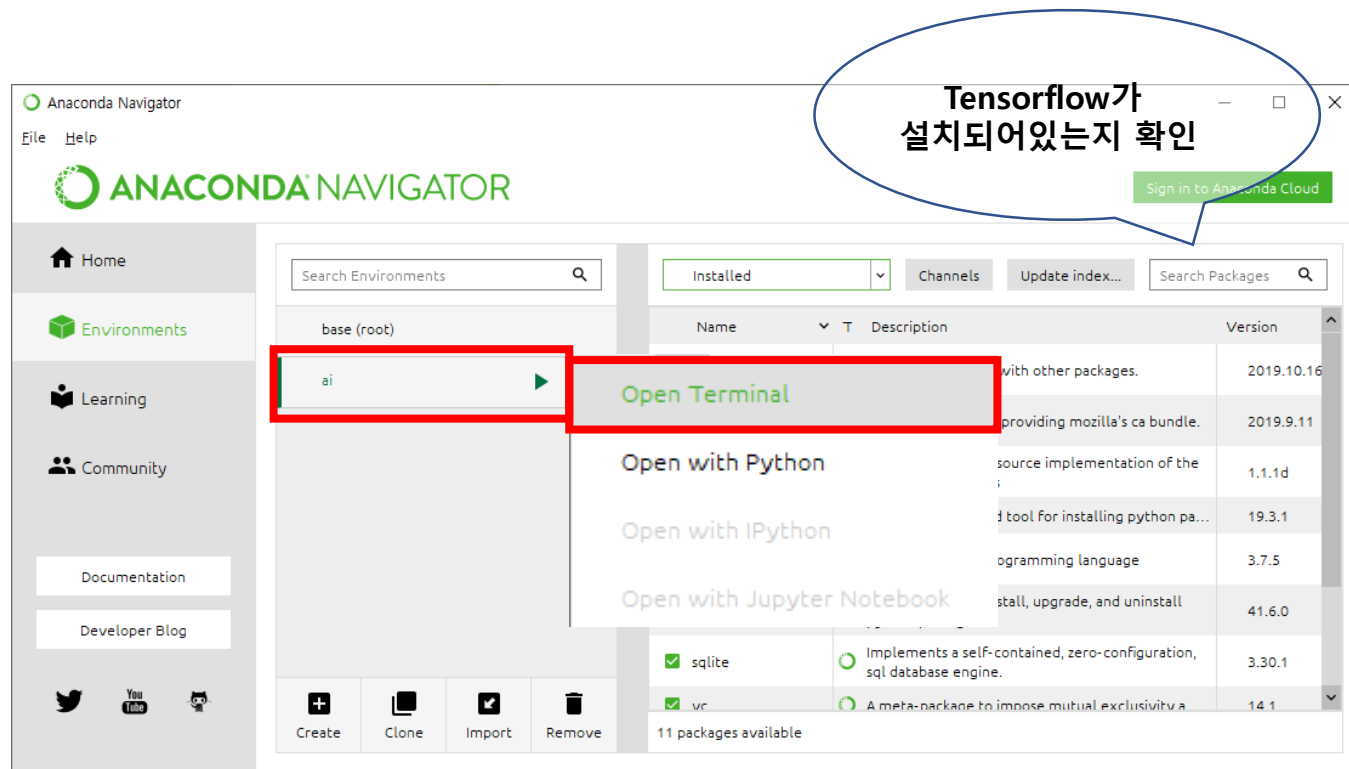 Tensorflow가
설치되어있는지 확인
Anaconda Navigator
File Help
ANACONDA NAVIGATOR
Sign in to Anaconda Cloud
Home
Environments
Learning
Community
Documentation
Developer Blog
You
Tube
Search Environments
base (root)
ai
Open Terminal
Open with Python
Open with IPython
Open with Jupyter Notebook
Create Clone Import Remove
Installed Channels Update index... Search Packages
Name T Description Version
with other packages. 2019.10.16
providing mozilla's ca bundle. 2019.9.11
source implementation of the
1.1.1d
tool for installing python pa... 19.3.1
programming language 3.7.5
stall, upgrade, and uninstall
41.6.0
sqlite Implements a self-contained, zero-configuration,
sql database engine. 3.30.1
vc A meta-package to impose mutual exclusivity a 14.1
11 packages available